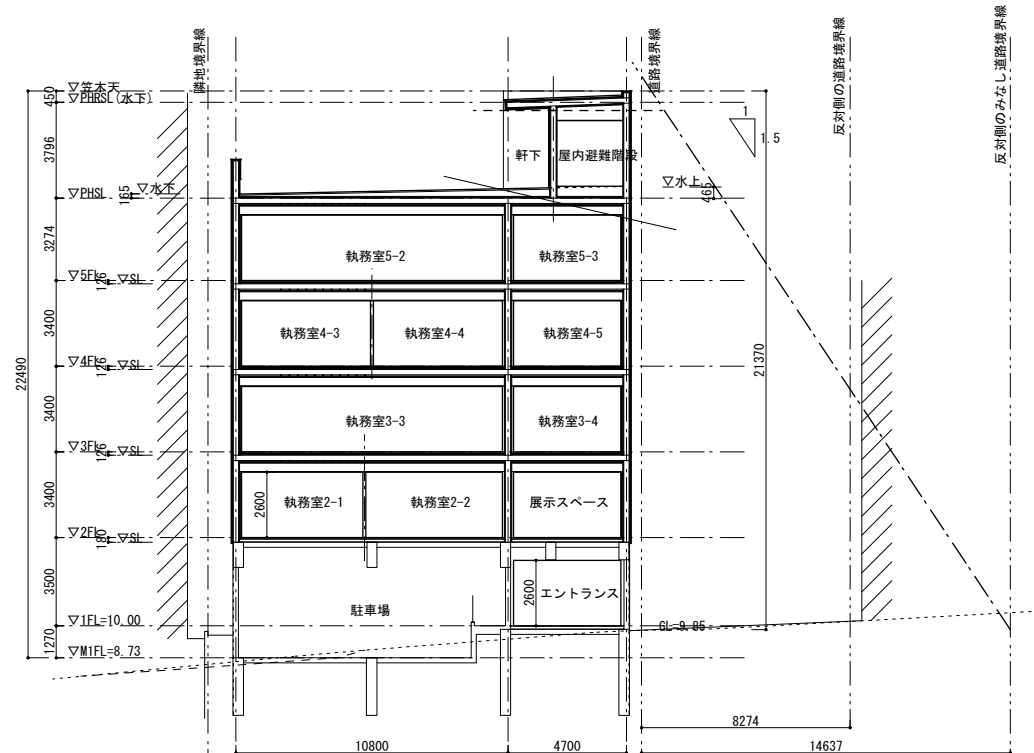 隣地境界線
道路境界線
反対側の道路境界線
反対側のみなし道路境界線
▽笠木天
450
▽PHRSL(水下)
1
1.5
3796
軒下
屋内避難階段
165
▽水下
▽水上
465
▽PHSL
3274
執務室5-2
執務室5-3
▽5FL
126
▽SL
3400
執務室4-3
執務室4-4
執務室4-5
22490
21370
▽4FL
126
▽SL
3400
執務室3-3
執務室3-4
▽3FL
126
▽SL
3400
2600
執務室2-1
執務室2-2
展示スペース
▽2FL
180
▽SL
3500
2600
エントランス
駐車場
▽1FL=10.00
GL=9.85
1270
▽M1FL=8.73
8274
10800
4700
14637